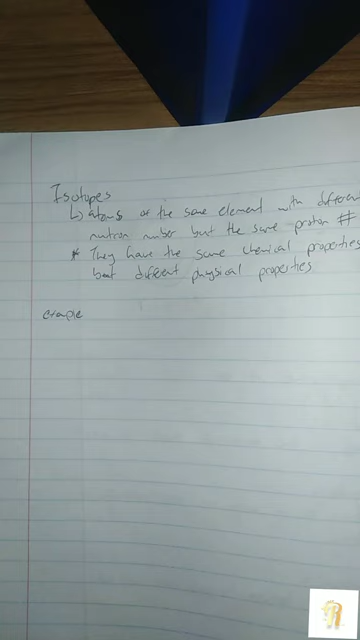 Isotopes
↳ atoms of the same element with different
nutron number but the same proton #
* They have the same chemical properties
but different physical properties
example